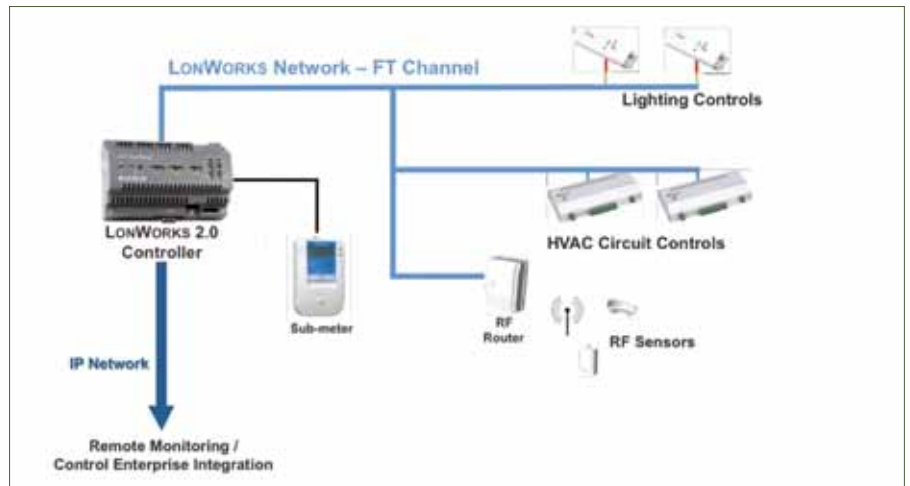 LONWORKS Network – FT Channel
Lighting Controls
LONWORKS 2.0
Controller
HVAC Circuit Controls
Sub-meter
RF
Router
RF Sensors
IP Network
Remote Monitoring /
Control Enterprise Integration